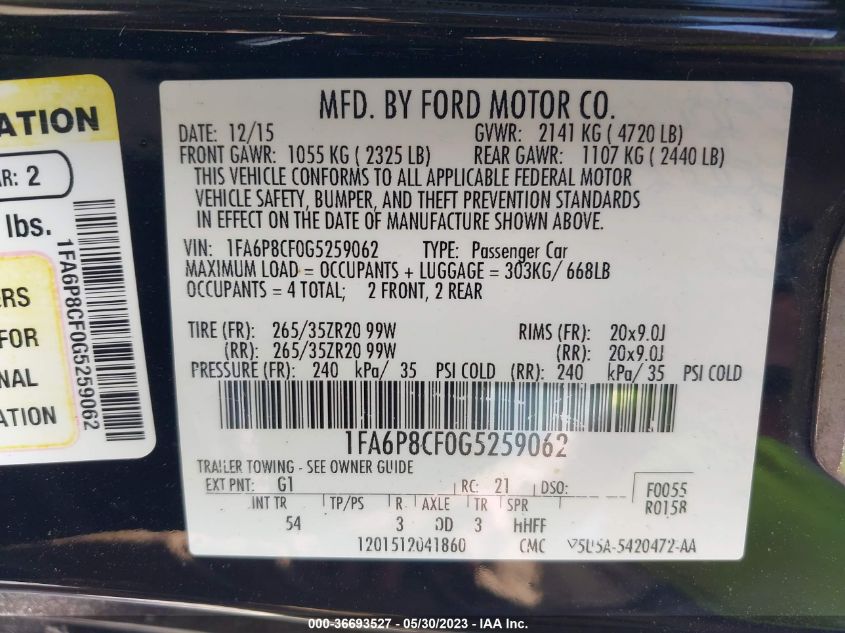 ATION
AR: 2
lbs.
ERS
FOR
NAL
ATION
1FA6P8CF0G5259062
MFD. BY FORD MOTOR CO.
DATE: 12/15 GVWR: 2141 KG ( 4720 LB)
FRONT GAWR: 1055 KG ( 2325 LB) REAR GAWR: 1107 KG ( 2440 LB)
THIS VEHICLE CONFORMS TO ALL APPLICABLE FEDERAL MOTOR
VEHICLE SAFETY, BUMPER, AND THEFT PREVENTION STANDARDS
IN EFFECT ON THE DATE OF MANUFACTURE SHOWN ABOVE.
VIN: 1FA6P8CF0G5259062 TYPE: Passenger Car
MAXIMUM LOAD = OCCUPANTS + LUGGAGE = 303KG/ 668LB
OCCUPANTS = 4 TOTAL; 2 FRONT, 2 REAR
TIRE (FR): 265/35ZR20 99W RIMS (FR): 20x9.0J
(RR): 265/35ZR20 99W (RR): 20x9.0J
PRESSURE (FR): 240 kPa/ 35 PSI COLD (RR): 240 kPa/ 35 PSI COLD
1FA6P8CF0G5259062
TRAILER TOWING - SEE OWNER GUIDE
EXT PNT: G1 RC: 21 DSO: F0055
R0158
INT TR TP/PS R AXLE TR SPR
54 3 3 HHFF
1201512041860 CMC 5420472-AA
000-36693527 - 05/30/2023 - IAA Inc.